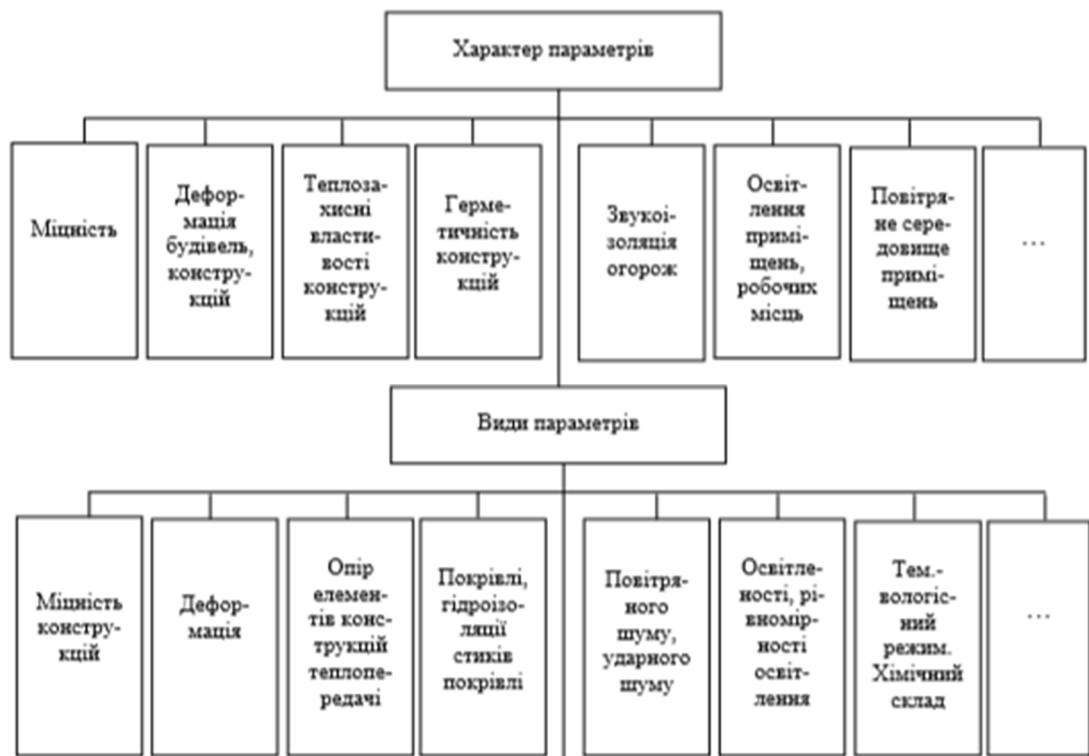 Характер параметрів
Міцність
Дефор-
мація
будівель,
констру-
кцій
Теплоза-
хисні
власти-
вості
констру-
кцій
Герме-
тичність
констру-
кцій
Звукоі-
золяція
огорож
Освіт-
лення
примі-
щень,
робочих
місць
Повітря-
не сере-
довище
примі-
щень
...
Види параметрів
Міцність
констру-
кцій
Дефор-
мація
Опір
елемен-
тів конс-
трукцій
теплопе-
редачі
Покрівлі,
гідроізо-
ляції
стиків
покрівлі
Повітря-
ного
шуму,
ударного
шуму
Освітле-
ності, рі-
вномірно-
сті
освіт-
лення
Тем.-
вологіс-
ний
режим.
Хімічний
склад
...